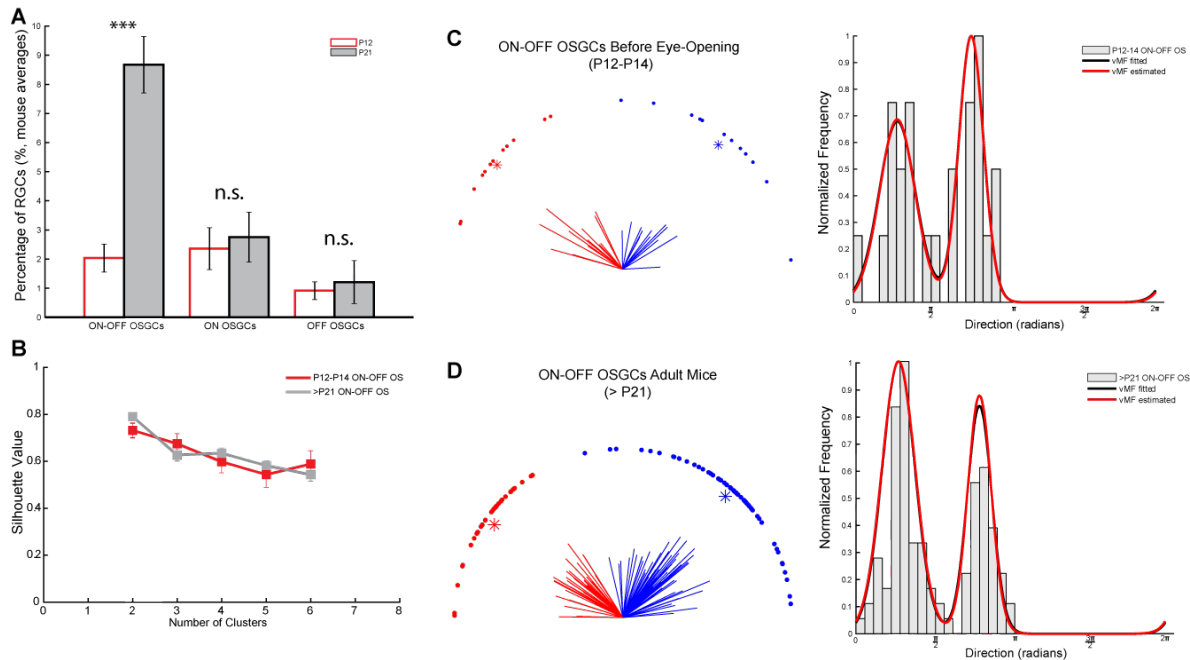 A
Percentage of RGCs (%, mouse averages)
10
9
8
7
6
5
4
3
2
1
0
***
n.s.
n.s.
P12
P21
ON-OFF OSGCs
ON OSGCs
OFF OSGCs
B
Silhouette Value
1
0.8
0.6
0.4
0.2
0
P12-P14 ON-OFF OS
>P21 ON-OFF OS
0 1 2 3 4 5 6 7 8
Number of Clusters
C
ON-OFF OSGCs Before Eye-Opening
(P12-P14)
Normalized Frequency
1
0.9
0.8
0.7
0.6
0.5
0.4
0.3
0.2
0.1
0
P12-14 ON-OFF OS
vMF fitted
vMF estimated
0 π/2 π 3π/2 2π
Direction (radians)
D
ON-OFF OSGCs Adult Mice
(> P21)
Normalized Frequency
1
0.9
0.8
0.7
0.6
0.5
0.4
0.3
0.2
0.1
0
>P21 ON-OFF OS
vMF fitted
vMF estimated
0 π/2 π 3π/2 2π
Direction (radians)